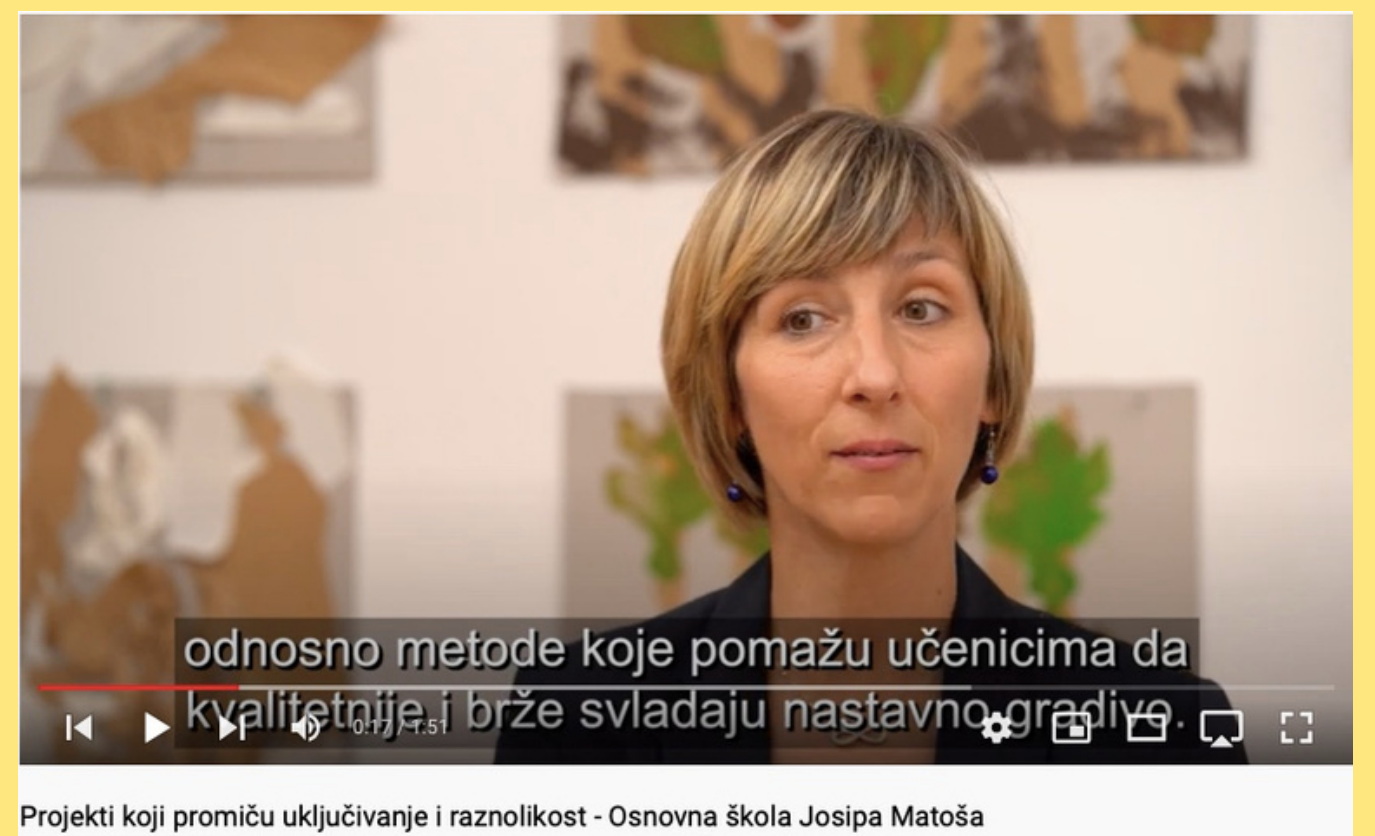 odnosno metode koje pomažu učenicima da
kvalitetnije i brže svladaju nastavno gradivo.
0:17 / 1:51
Projekti koji promiču uključivanje i raznolikost - Osnovna škola Josipa Matoša